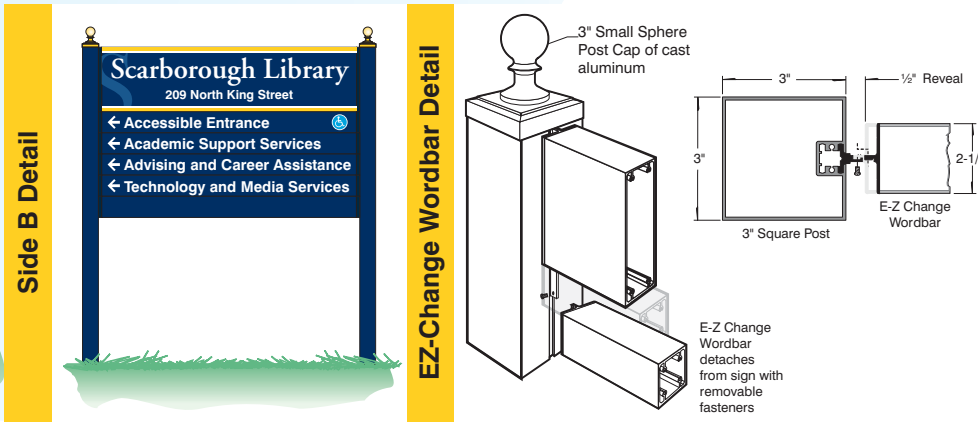 Side B Detail
Scarborough Library
209 North King Street
← Accessible Entrance
← Academic Support Services
← Advising and Career Assistance
← Technology and Media Services
EZ-Change Wordbar Detail
3" Small Sphere
Post Cap of cast
aluminum
3"
½" Reveal
3"
2-1/
E-Z Change
Wordbar
3" Square Post
E-Z Change
Wordbar
detaches
from sign with
removable
fasteners